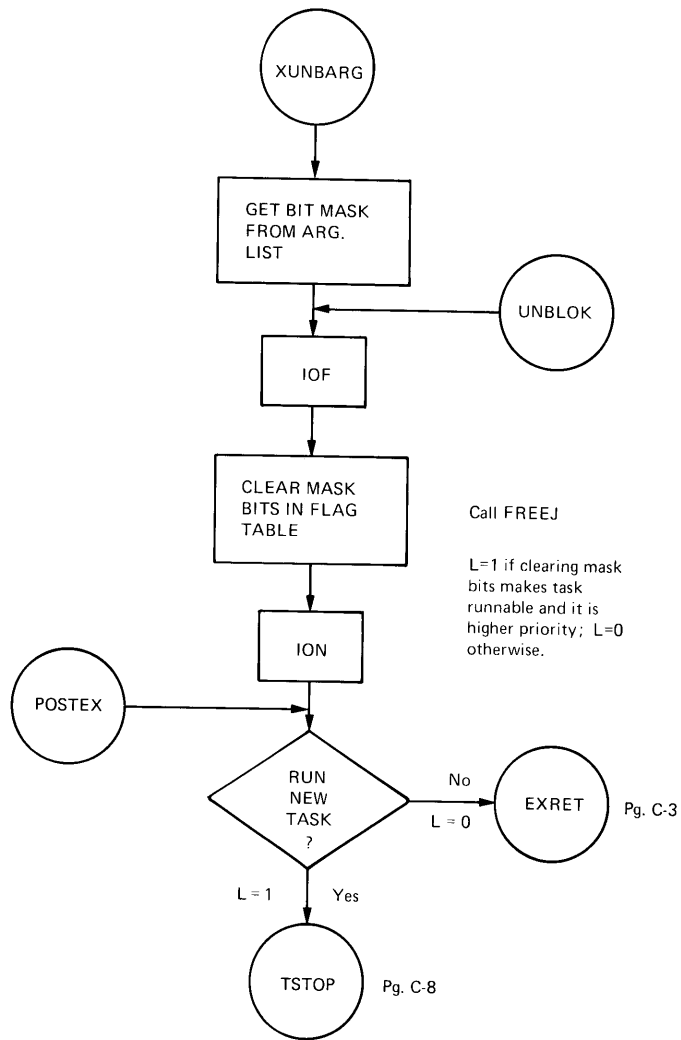 XUNBARG
GET BIT MASK
FROM ARG.
LIST
UNBLOK
IOF
CLEAR MASK
BITS IN FLAG
TABLE
Call FREEJ
L=1 if clearing mask
bits makes task
runnable and it is
higher priority; L=0
otherwise.
ION
POSTEX
RUN
NEW
TASK
?
No
L = 0
EXRET
Pg. C-3
L = 1
Yes
TSTOP
Pg. C-8